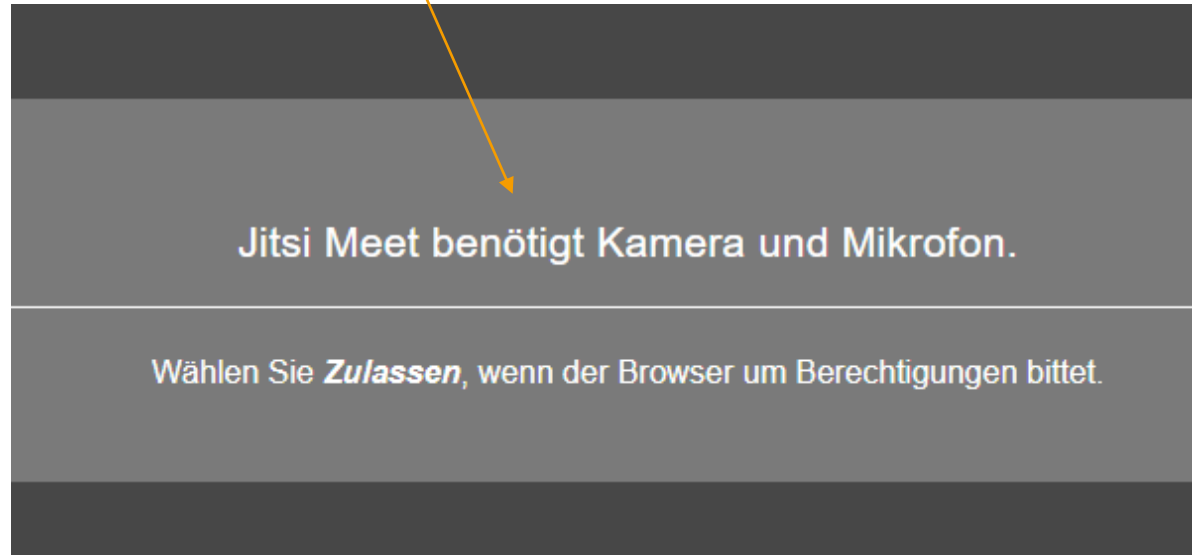 Jitsi Meet benötigt Kamera und Mikrofon.
Wählen Sie Zulassen, wenn der Browser um Berechtigungen bittet.